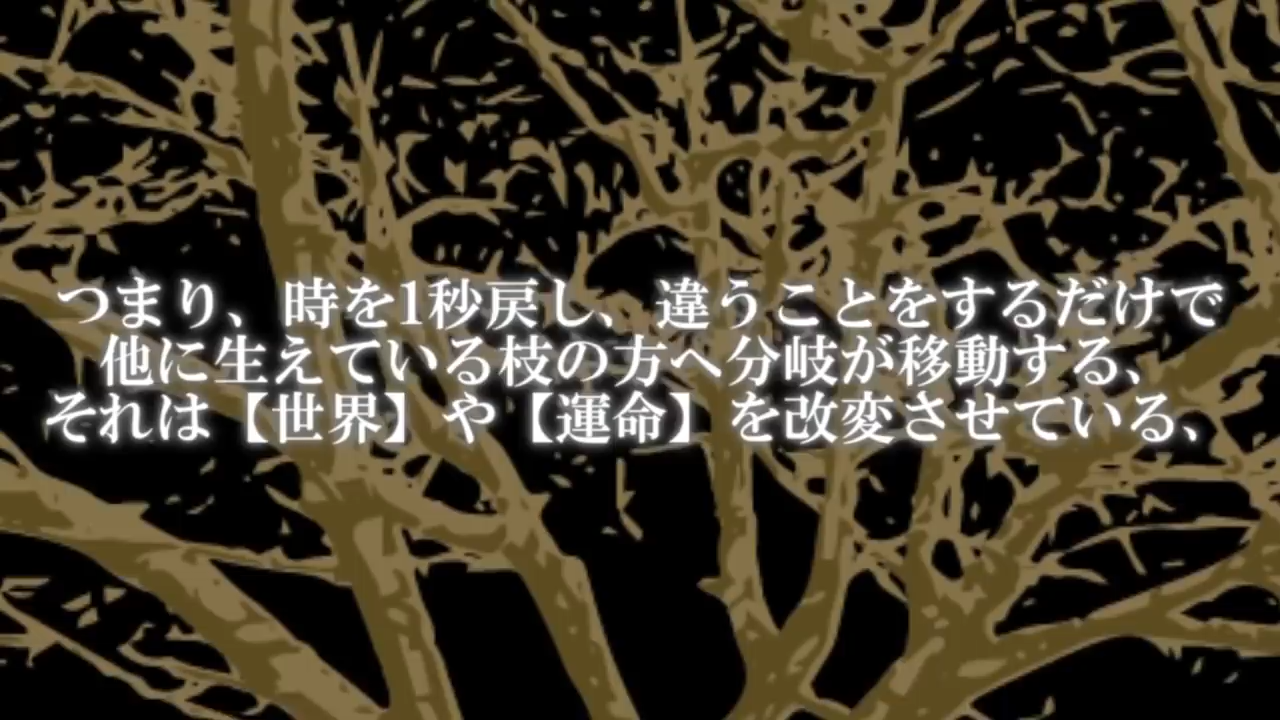 つまり、時を1秒戻し、違うことをするだけで
他に生えている枝の方へ分岐が移動する、
それは【世界】や【運命】を改変させている、